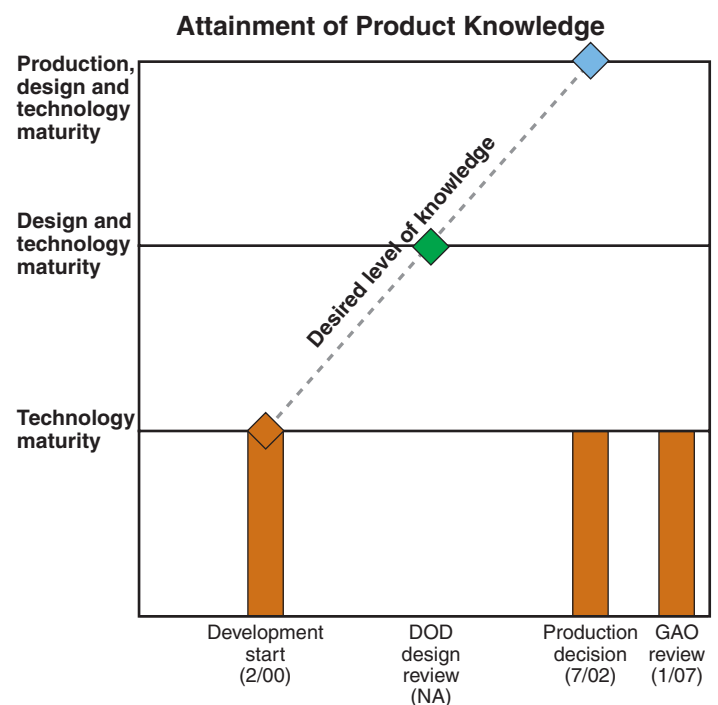 Attainment of Product Knowledge
Production,
design and
technology
maturity
Design and
technology
maturity
Technology
maturity
Desired level of knowledge
Development
start
(2/00)
DOD
design
review
(NA)
Production
decision
(7/02)
GAO
review
(1/07)